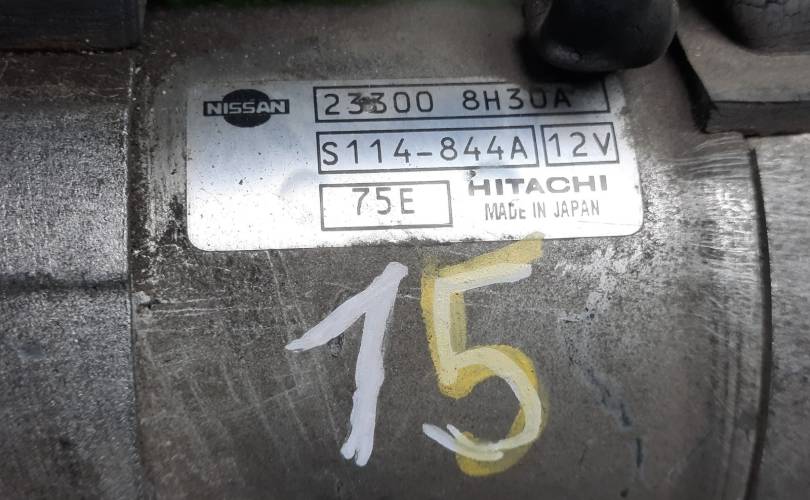 NISSAN 23300 8H30A
S114-844A 12V
75E HITACHI
MADE IN JAPAN
15